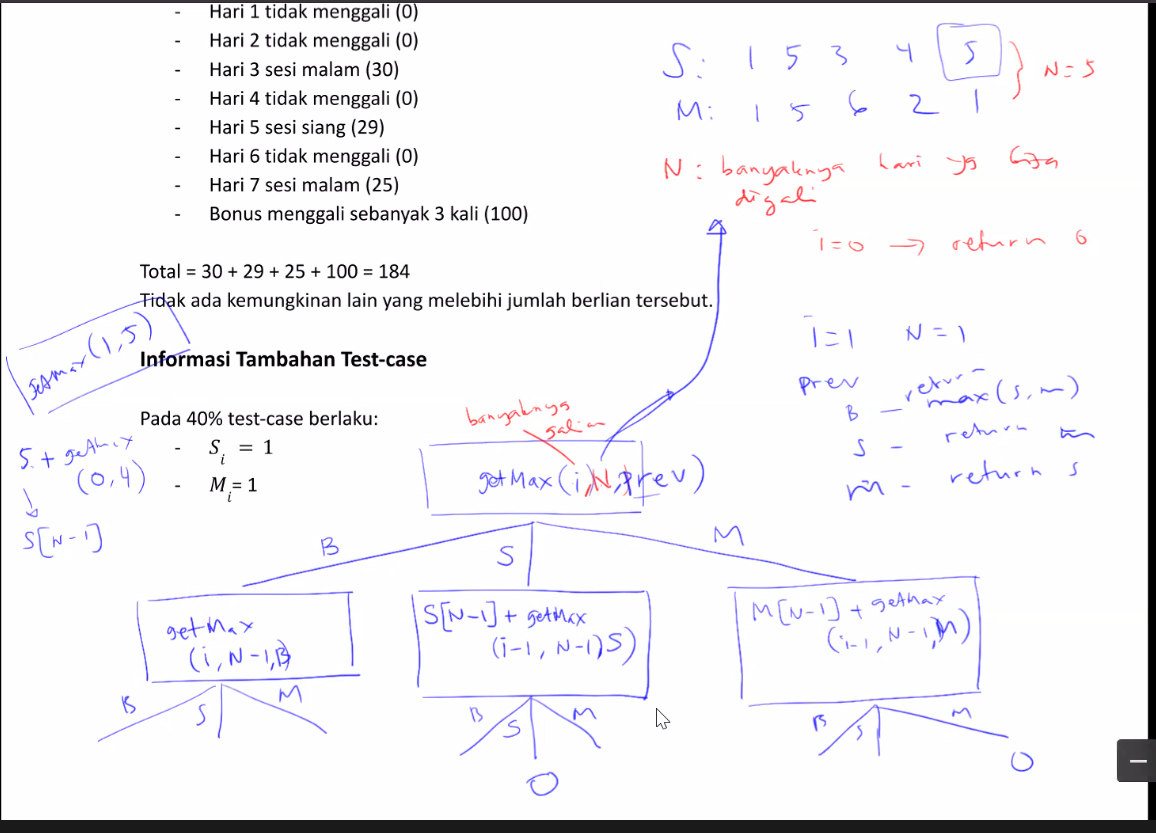 - Hari 1 tidak menggali (0)
- Hari 2 tidak menggali (0)
- Hari 3 sesi malam (30)
- Hari 4 tidak menggali (0)
- Hari 5 sesi siang (29)
- Hari 6 tidak menggali (0)
- Hari 7 sesi malam (25)
- Bonus menggali sebanyak 3 kali (100)
Total = 30 + 29 + 25 + 100 = 184
Tidak ada kemungkinan lain yang melebihi jumlah berlian tersebut.
Informasi Tambahan Test-case
Pada 40% test-case berlaku:
- S_i = 1
- M_i = 1
S: 1 5 3 4 5
M: 1 5 6 2 1
N = 5
N : banyaknya hari yg bisa
digali
i=0 → return 0
i=1 N=1
Prev
B – return max(s,m)
S – return m
m – return s
getMax(1,5)
5 + getMax
(0,4)
S[N-1]
banyaknya
galian
getMax(i,N,Prev)
B S M
getMax
(i, N-1,B)
S[N-1] + getMax
(i-1, N-1)S)
M[N-1] + getMax
(i-1, N-1,M)
B S M
B S M
B S M
O
O